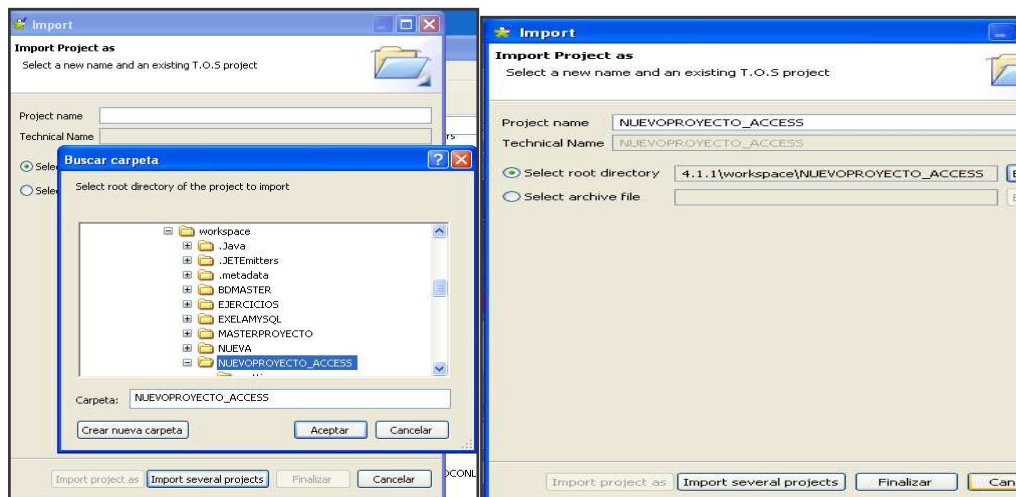 Import
Import Project as
Select a new name and an existing T.O.S project
Project name
Technical Name
Buscar carpeta
Select root directory of the project to import
workspace
.Java
.JETEmitters
.metadata
BDMASTER
EJERCICIOS
EXELAMYSQL
MASTERPROYECTO
NUEVA
NUEVOPROYECTO_ACCESS
Carpeta: NUEVOPROYECTO_ACCESS
Crear nueva carpeta Aceptar Cancelar
Import project as Import several projects Finalizar Cancelar
Import
Import Project as
Select a new name and an existing T.O.S project
Project name NUEVOPROYECTO_ACCESS
Technical Name NUEVOPROYECTO_ACCESS
Select root directory 4.1.1\workspace\NUEVOPROYECTO_ACCESS
Select archive file
Import project as Import several projects Finalizar